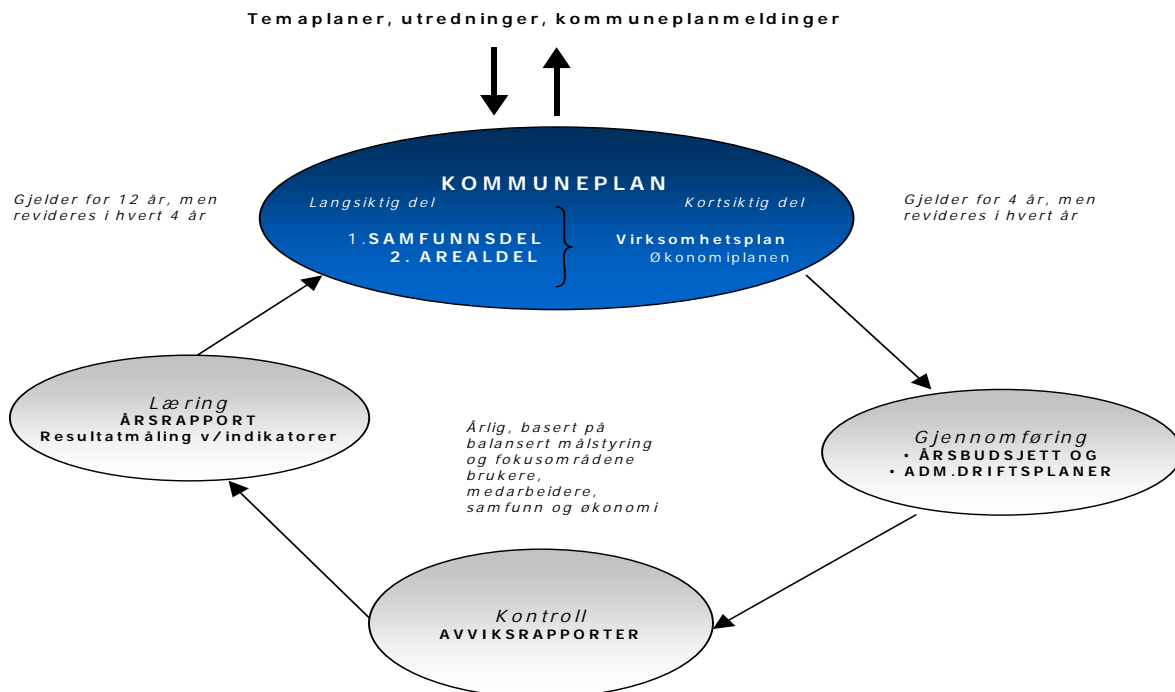 Temaplaner, utredninger, kommuneplanmeldinger
KOMMUNEPLAN
Gjelder for 12 år, men
revideres i hvert 4 år
Langsiktig del
1.SAMFUNNSDEL
2. AREALDEL
Kortsiktig del
Virksomhetsplan
Økonomiplanen
Gjelder for 4 år, men
revideres i hvert år
Læring
ÅRSRAPPORT
Resultatmåling v/indikatorer
Årlig, basert på
balansert målstyring
og fokusområdene
brukere,
medarbeidere,
samfunn og økonomi
Gjennomføring
• ÅRSBUDSJETT OG
• ADM.DRIFTSPLANER
Kontroll
AVVIKSRAPPORTER